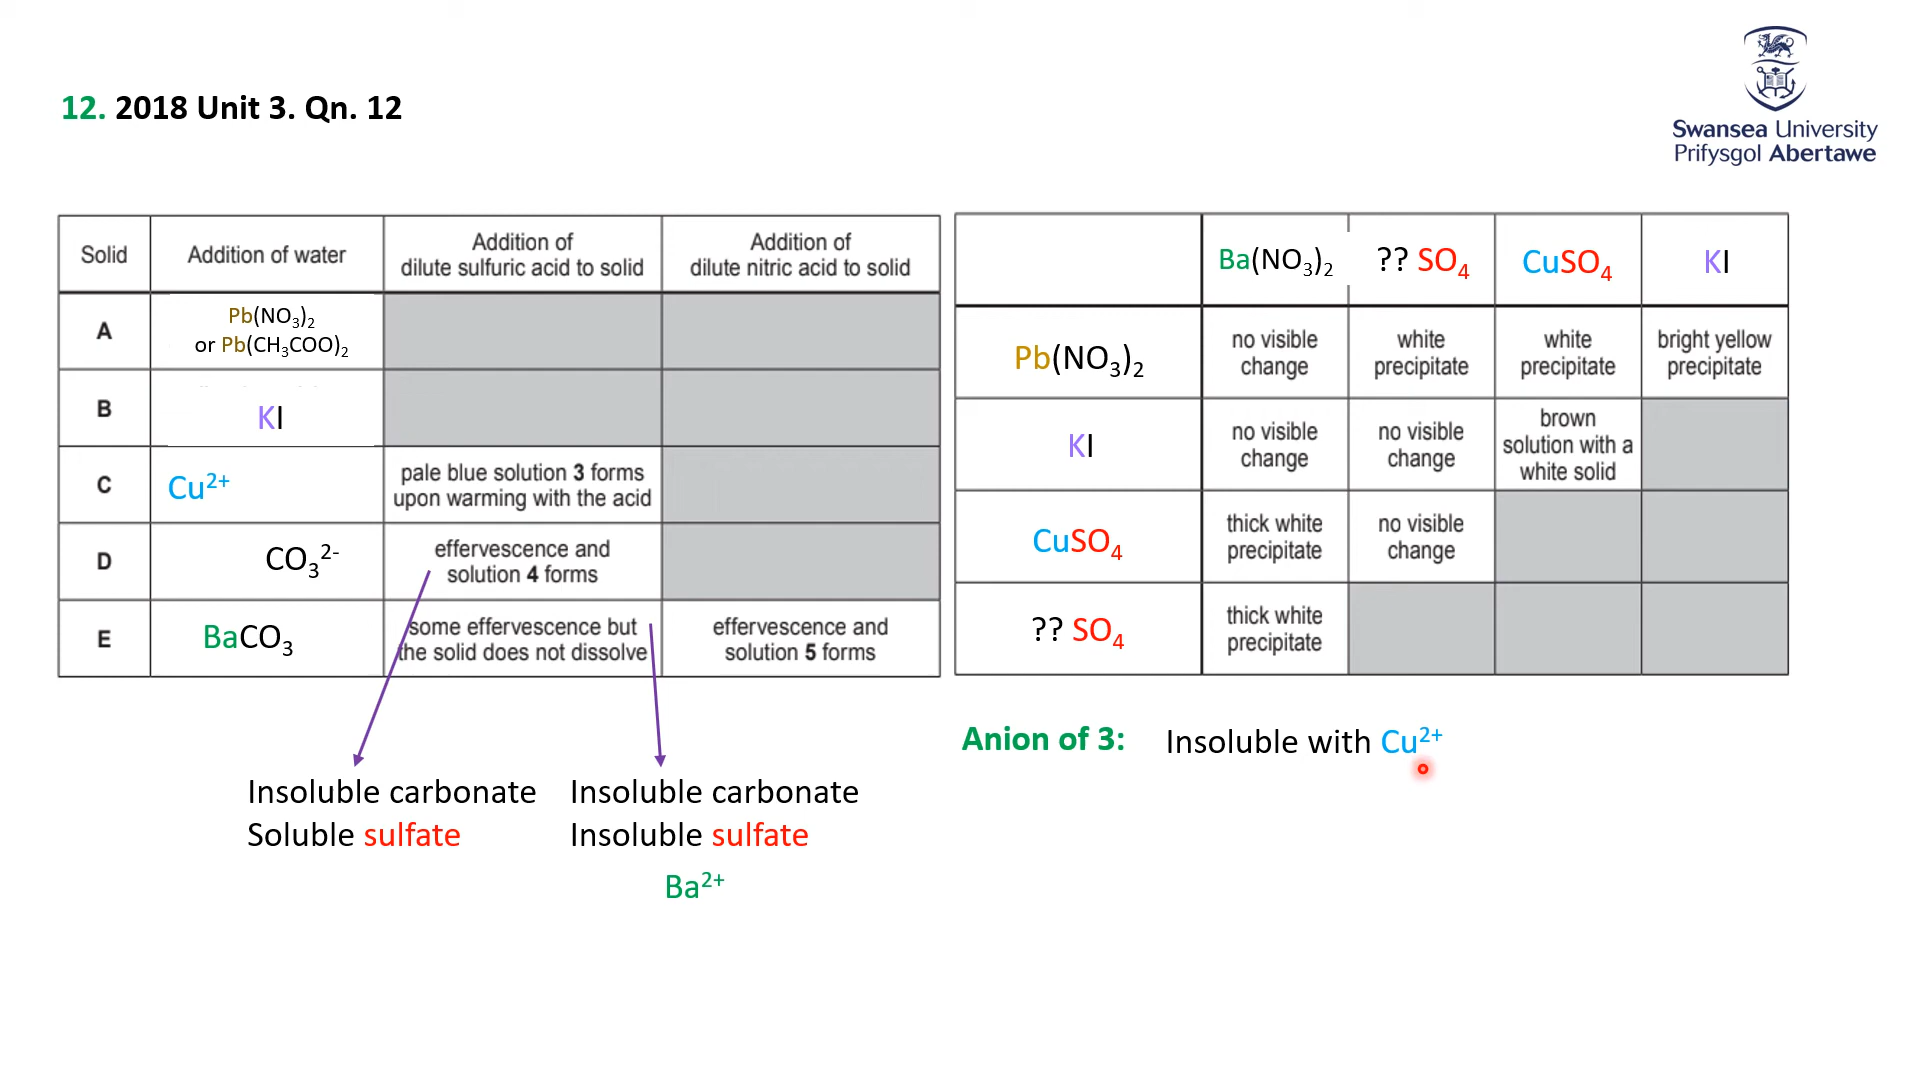 12. 2018 Unit 3. Qn. 12
Swansea University
Prifysgol Abertawe
Solid
Addition of water
Addition of
dilute sulfuric acid to solid
Addition of
dilute nitric acid to solid
A
Pb(NO₃)₂
or Pb(CH₃COO)₂
B
KI
C
Cu²⁺
pale blue solution 3 forms
upon warming with the acid
D
CO₃²⁻
effervescence and
solution 4 forms
E
BaCO₃
some effervescence but
the solid does not dissolve
effervescence and
solution 5 forms
Ba(NO₃)₂
?? SO₄
CuSO₄
KI
Pb(NO₃)₂
no visible
change
white
precipitate
white
precipitate
bright yellow
precipitate
KI
no visible
change
no visible
change
brown
solution with a
white solid
CuSO₄
thick white
precipitate
no visible
change
?? SO₄
thick white
precipitate
Insoluble carbonate
Soluble sulfate
Insoluble carbonate
Insoluble sulfate
Ba²⁺
Anion of 3: Insoluble with Cu²⁺